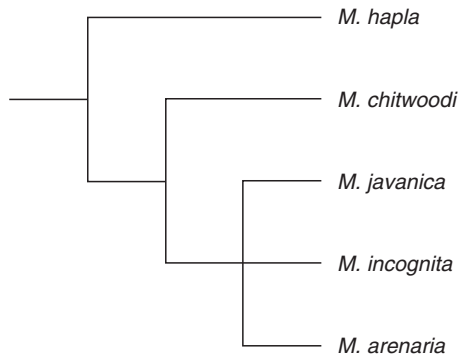 M. hapla
M. chitwoodi
M. javanica
M. incognita
M. arenaria